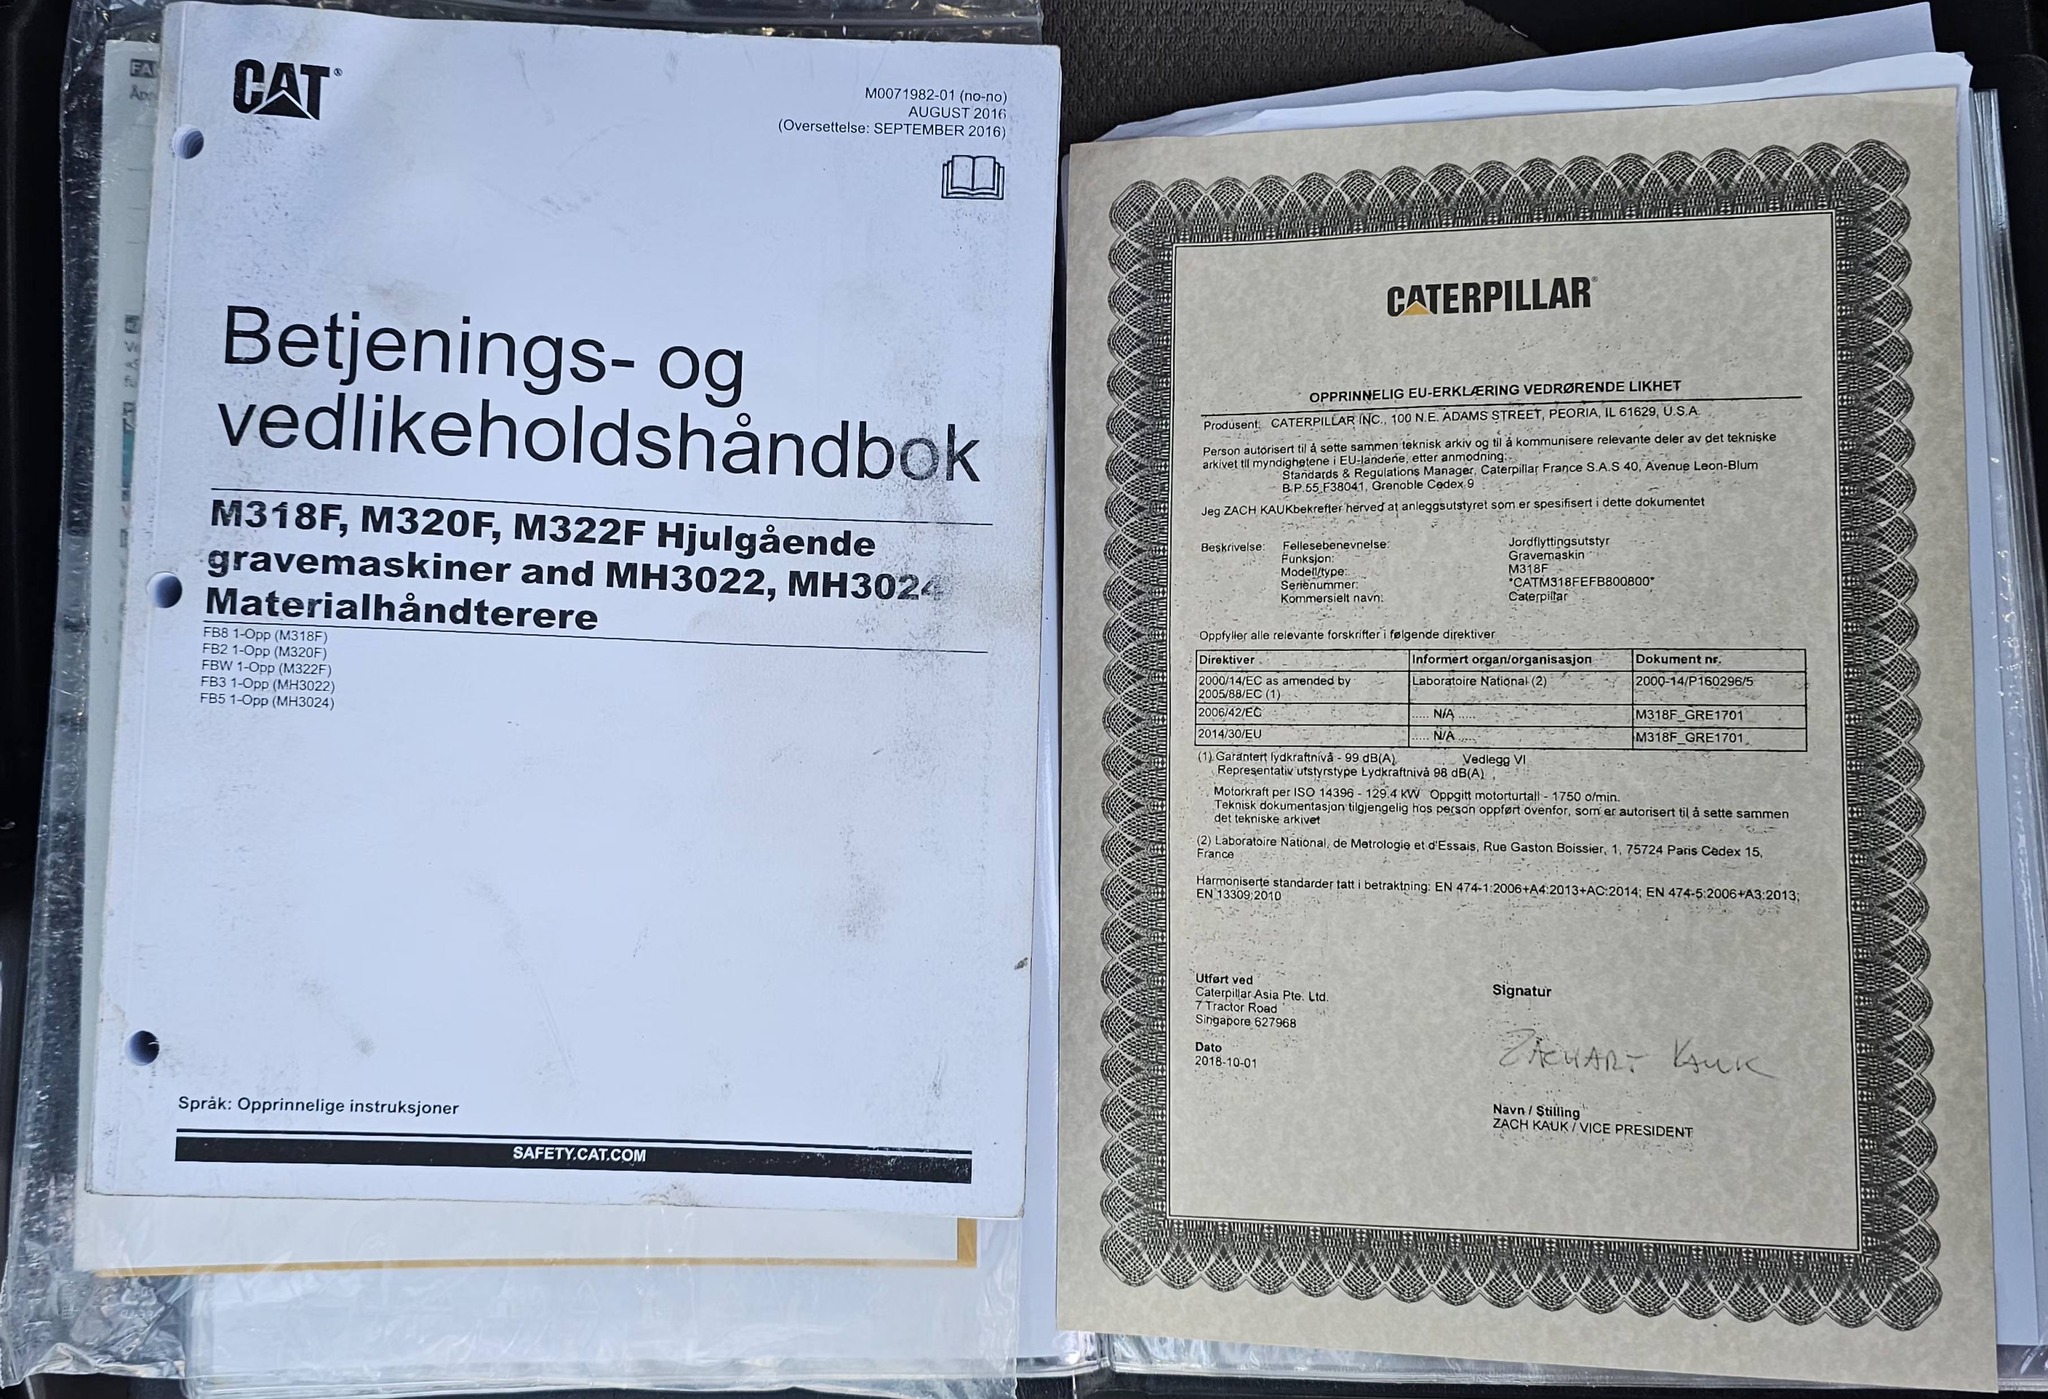 CAT®
M0071982-01 (no-no)
AUGUST 2016
(Oversettelse: SEPTEMBER 2016)
Betjenings- og
vedlikeholdshåndbok
M318F, M320F, M322F Hjulgående
gravemaskiner and MH3022, MH3024
Materialhåndterere
FB8 1-Opp (M318F)
FB2 1-Opp (M320F)
FBW 1-Opp (M322F)
FB3 1-Opp (MH3022)
FB5 1-Opp (MH3024)
Språk: Opprinnelige instruksjoner
SAFETY.CAT.COM
CATERPILLAR®
OPPRINNELIG EU-ERKLÆRING VEDRØRENDE LIKHET
Produsent: CATERPILLAR INC., 100 N.E. ADAMS STREET, PEORIA, IL 61629, U.S.A.
Person autorisert til å sette sammen teknisk arkiv og til å kommunisere relevante deler av det tekniske
arkivet til myndighetene i EU-landene, etter anmodning:
Standards & Regulations Manager, Caterpillar France S.A.S 40, Avenue Leon-Blum
B.P.55 F38041, Grenoble Cedex 9
Jeg ZACH KAUKbekrefter herved at anleggsutstyret som er spesifisert i dette dokumentet
Beskrivelse: Fellesebenevnelse: Jordflyttingsutstyr
Funksjon: Gravemaskin
Modell/type: M318F
Serienummer: *CATM318FEFB800800*
Kommersielt navn: Caterpillar
Oppfyller alle relevante forskrifter i følgende direktiver
Direktiver Informert organ/organisasjon Dokument nr.
2000/14/EC as amended by Laboratoire National (2) 2000-14/P160296/5
2005/88/EC (1)
2006/42/EC ..... N/A ..... M318F_GRE1701
2014/30/EU ..... N/A ..... M318F_GRE1701
(1) Garantert lydkraftnivå - 99 dB(A) Vedlegg VI
Representativ utstyrstype Lydkraftnivå 98 dB(A)
Motorkraft per ISO 14396 - 129.4 KW Oppgitt motorturtall - 1750 o/min.
Teknisk dokumentasjon tilgjengelig hos person oppført ovenfor, som er autorisert til å sette sammen
det tekniske arkivet
(2) Laboratoire National, de Metrologie et d'Essais, Rue Gaston Boissier, 1, 75724 Paris Cedex 15,
France
Harmoniserte standarder tatt i betraktning: EN 474-1:2006+A4:2013+AC:2014; EN 474-5:2006+A3:2013;
EN 13309:2010
Utført ved
Caterpillar Asia Pte. Ltd.
7 Tractor Road
Singapore 627968
Dato
2018-10-01
Signatur
ZACHARY KAUK
Navn / Stilling
ZACH KAUK / VICE PRESIDENT